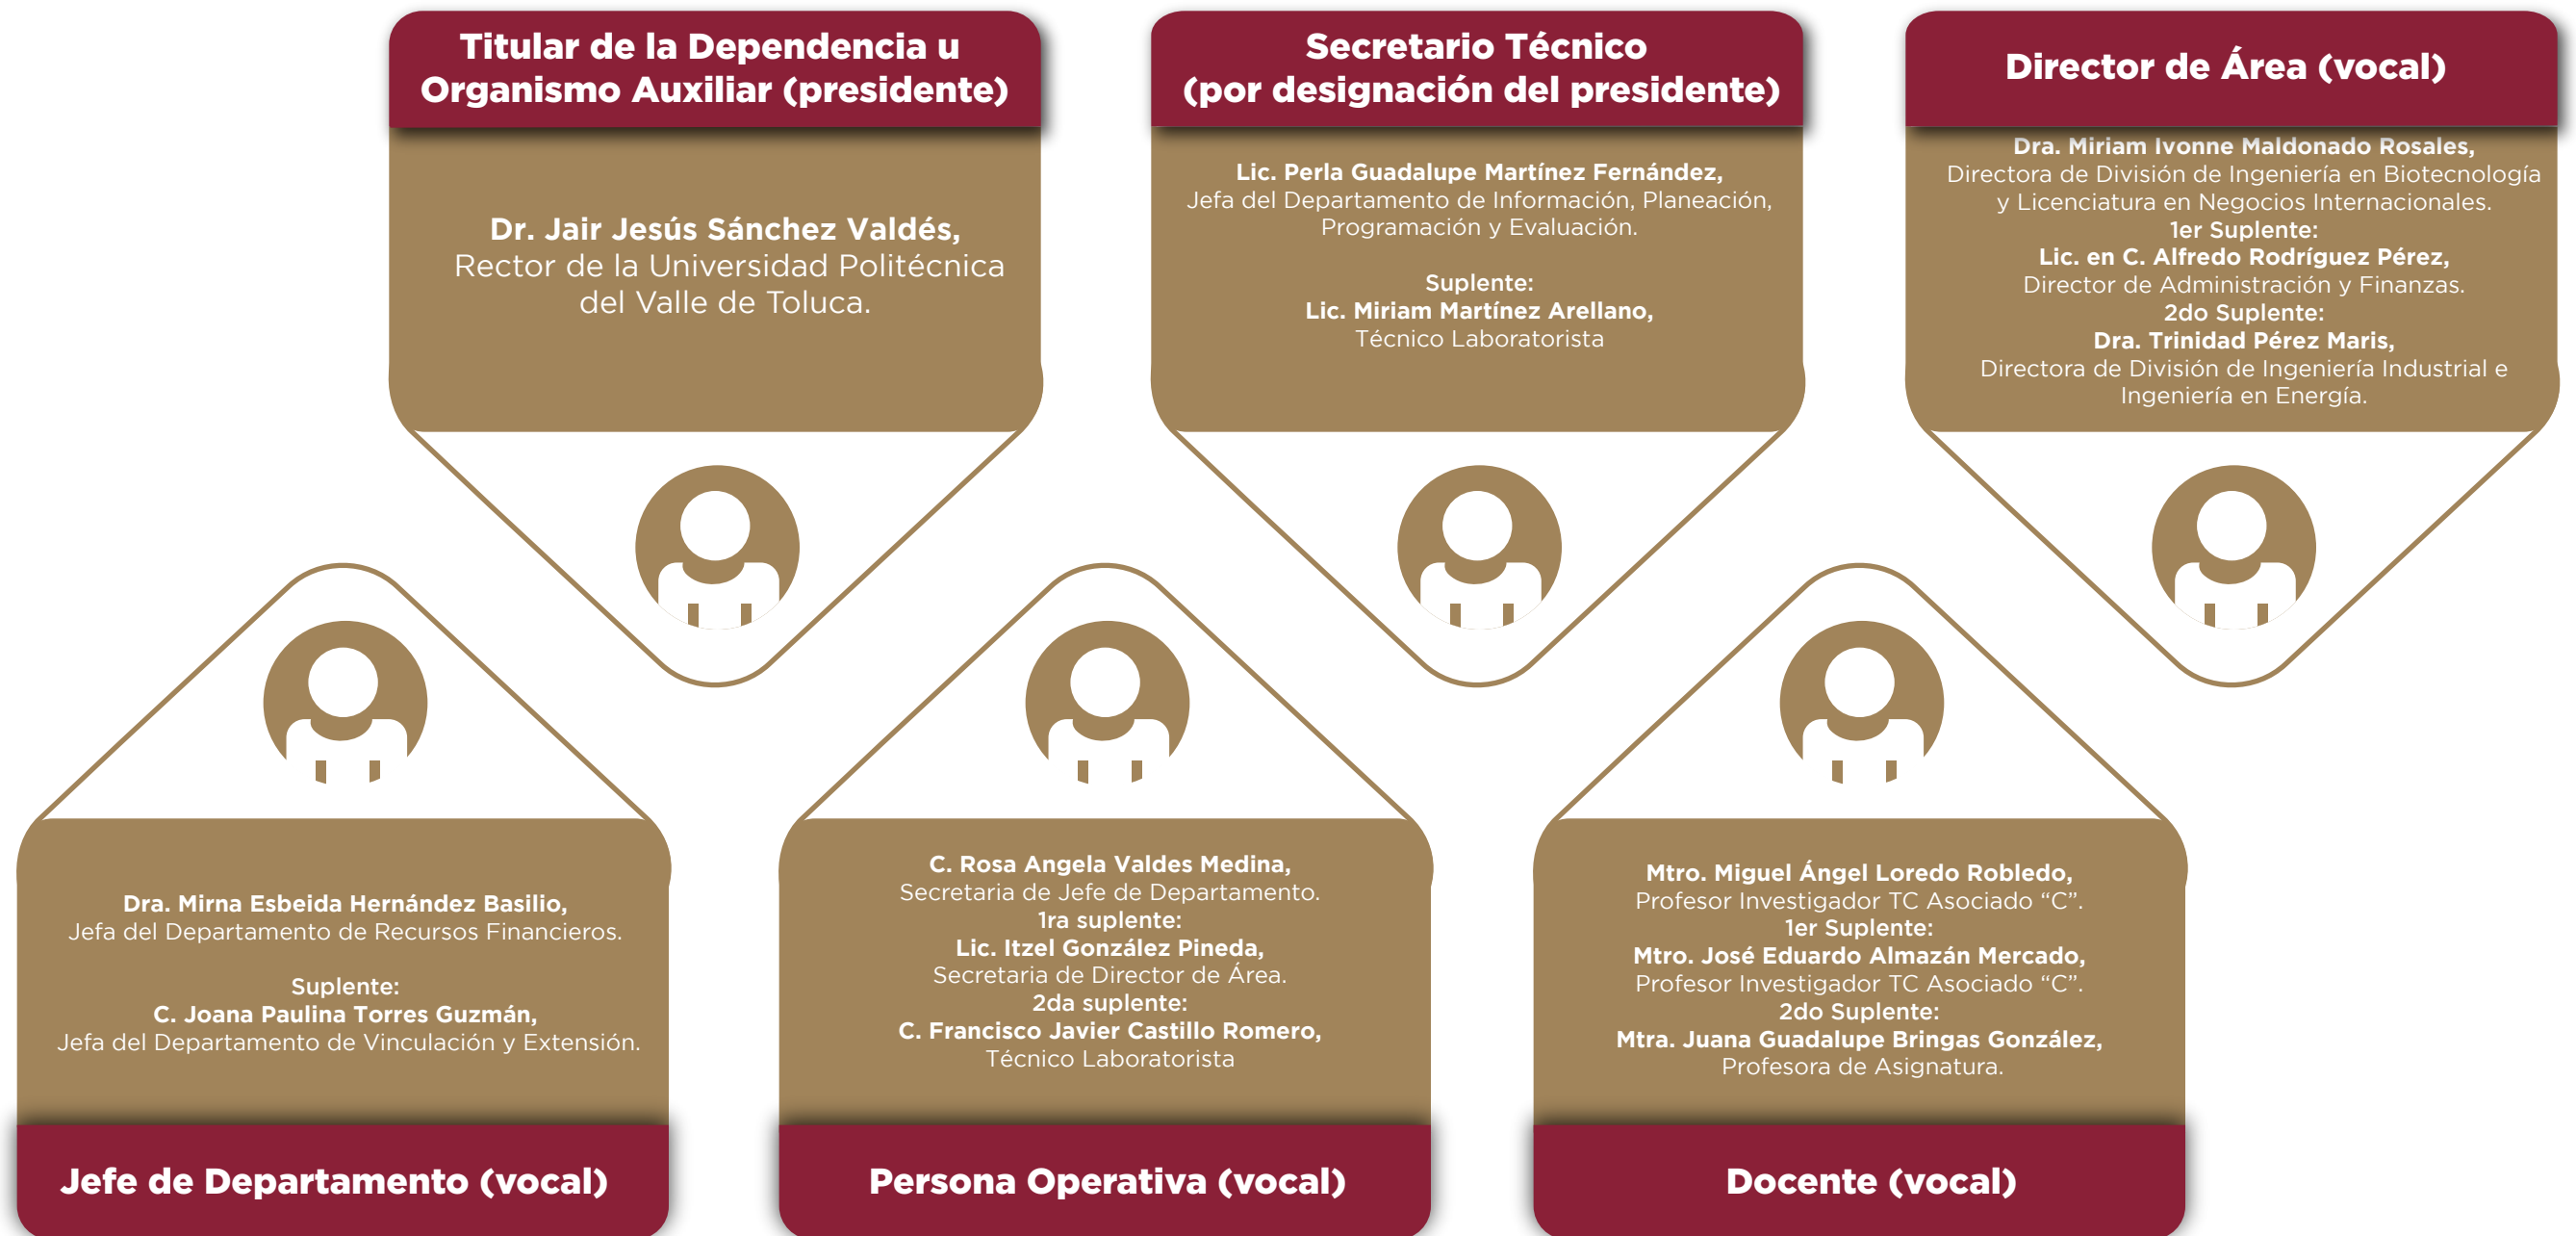 Titular de la Dependencia u
Organismo Auxiliar (presidente)
Dr. Jair Jesús Sánchez Valdés,
Rector de la Universidad Politécnica
del Valle de Toluca.
Secretario Técnico
(por designación del presidente)
Lic. Perla Guadalupe Martínez Fernández,
Jefa del Departamento de Información, Planeación,
Programación y Evaluación.
Suplente:
Lic. Miriam Martínez Arellano,
Técnico Laboratorista
Director de Área (vocal)
Dra. Miriam Ivonne Maldonado Rosales,
Directora de División de Ingeniería en Biotecnología
y Licenciatura en Negocios Internacionales.
1er Suplente:
Lic. en C. Alfredo Rodríguez Pérez,
Director de Administración y Finanzas.
2do Suplente:
Dra. Trinidad Pérez Maris,
Directora de División de Ingeniería Industrial e
Ingeniería en Energía.
Dra. Mirna Esbeida Hernández Basilio,
Jefa del Departamento de Recursos Financieros.
Suplente:
C. Joana Paulina Torres Guzmán,
Jefa del Departamento de Vinculación y Extensión.
Jefe de Departamento (vocal)
C. Rosa Angela Valdes Medina,
Secretaria de Jefe de Departamento.
1ra suplente:
Lic. Itzel González Pineda,
Secretaria de Director de Área.
2da suplente:
C. Francisco Javier Castillo Romero,
Técnico Laboratorista
Persona Operativa (vocal)
Mtro. Miguel Ángel Loredo Robledo,
Profesor Investigador TC Asociado “C”.
1er Suplente:
Mtro. José Eduardo Almazán Mercado,
Profesor Investigador TC Asociado “C”.
2do Suplente:
Mtra. Juana Guadalupe Bringas González,
Profesora de Asignatura.
Docente (vocal)